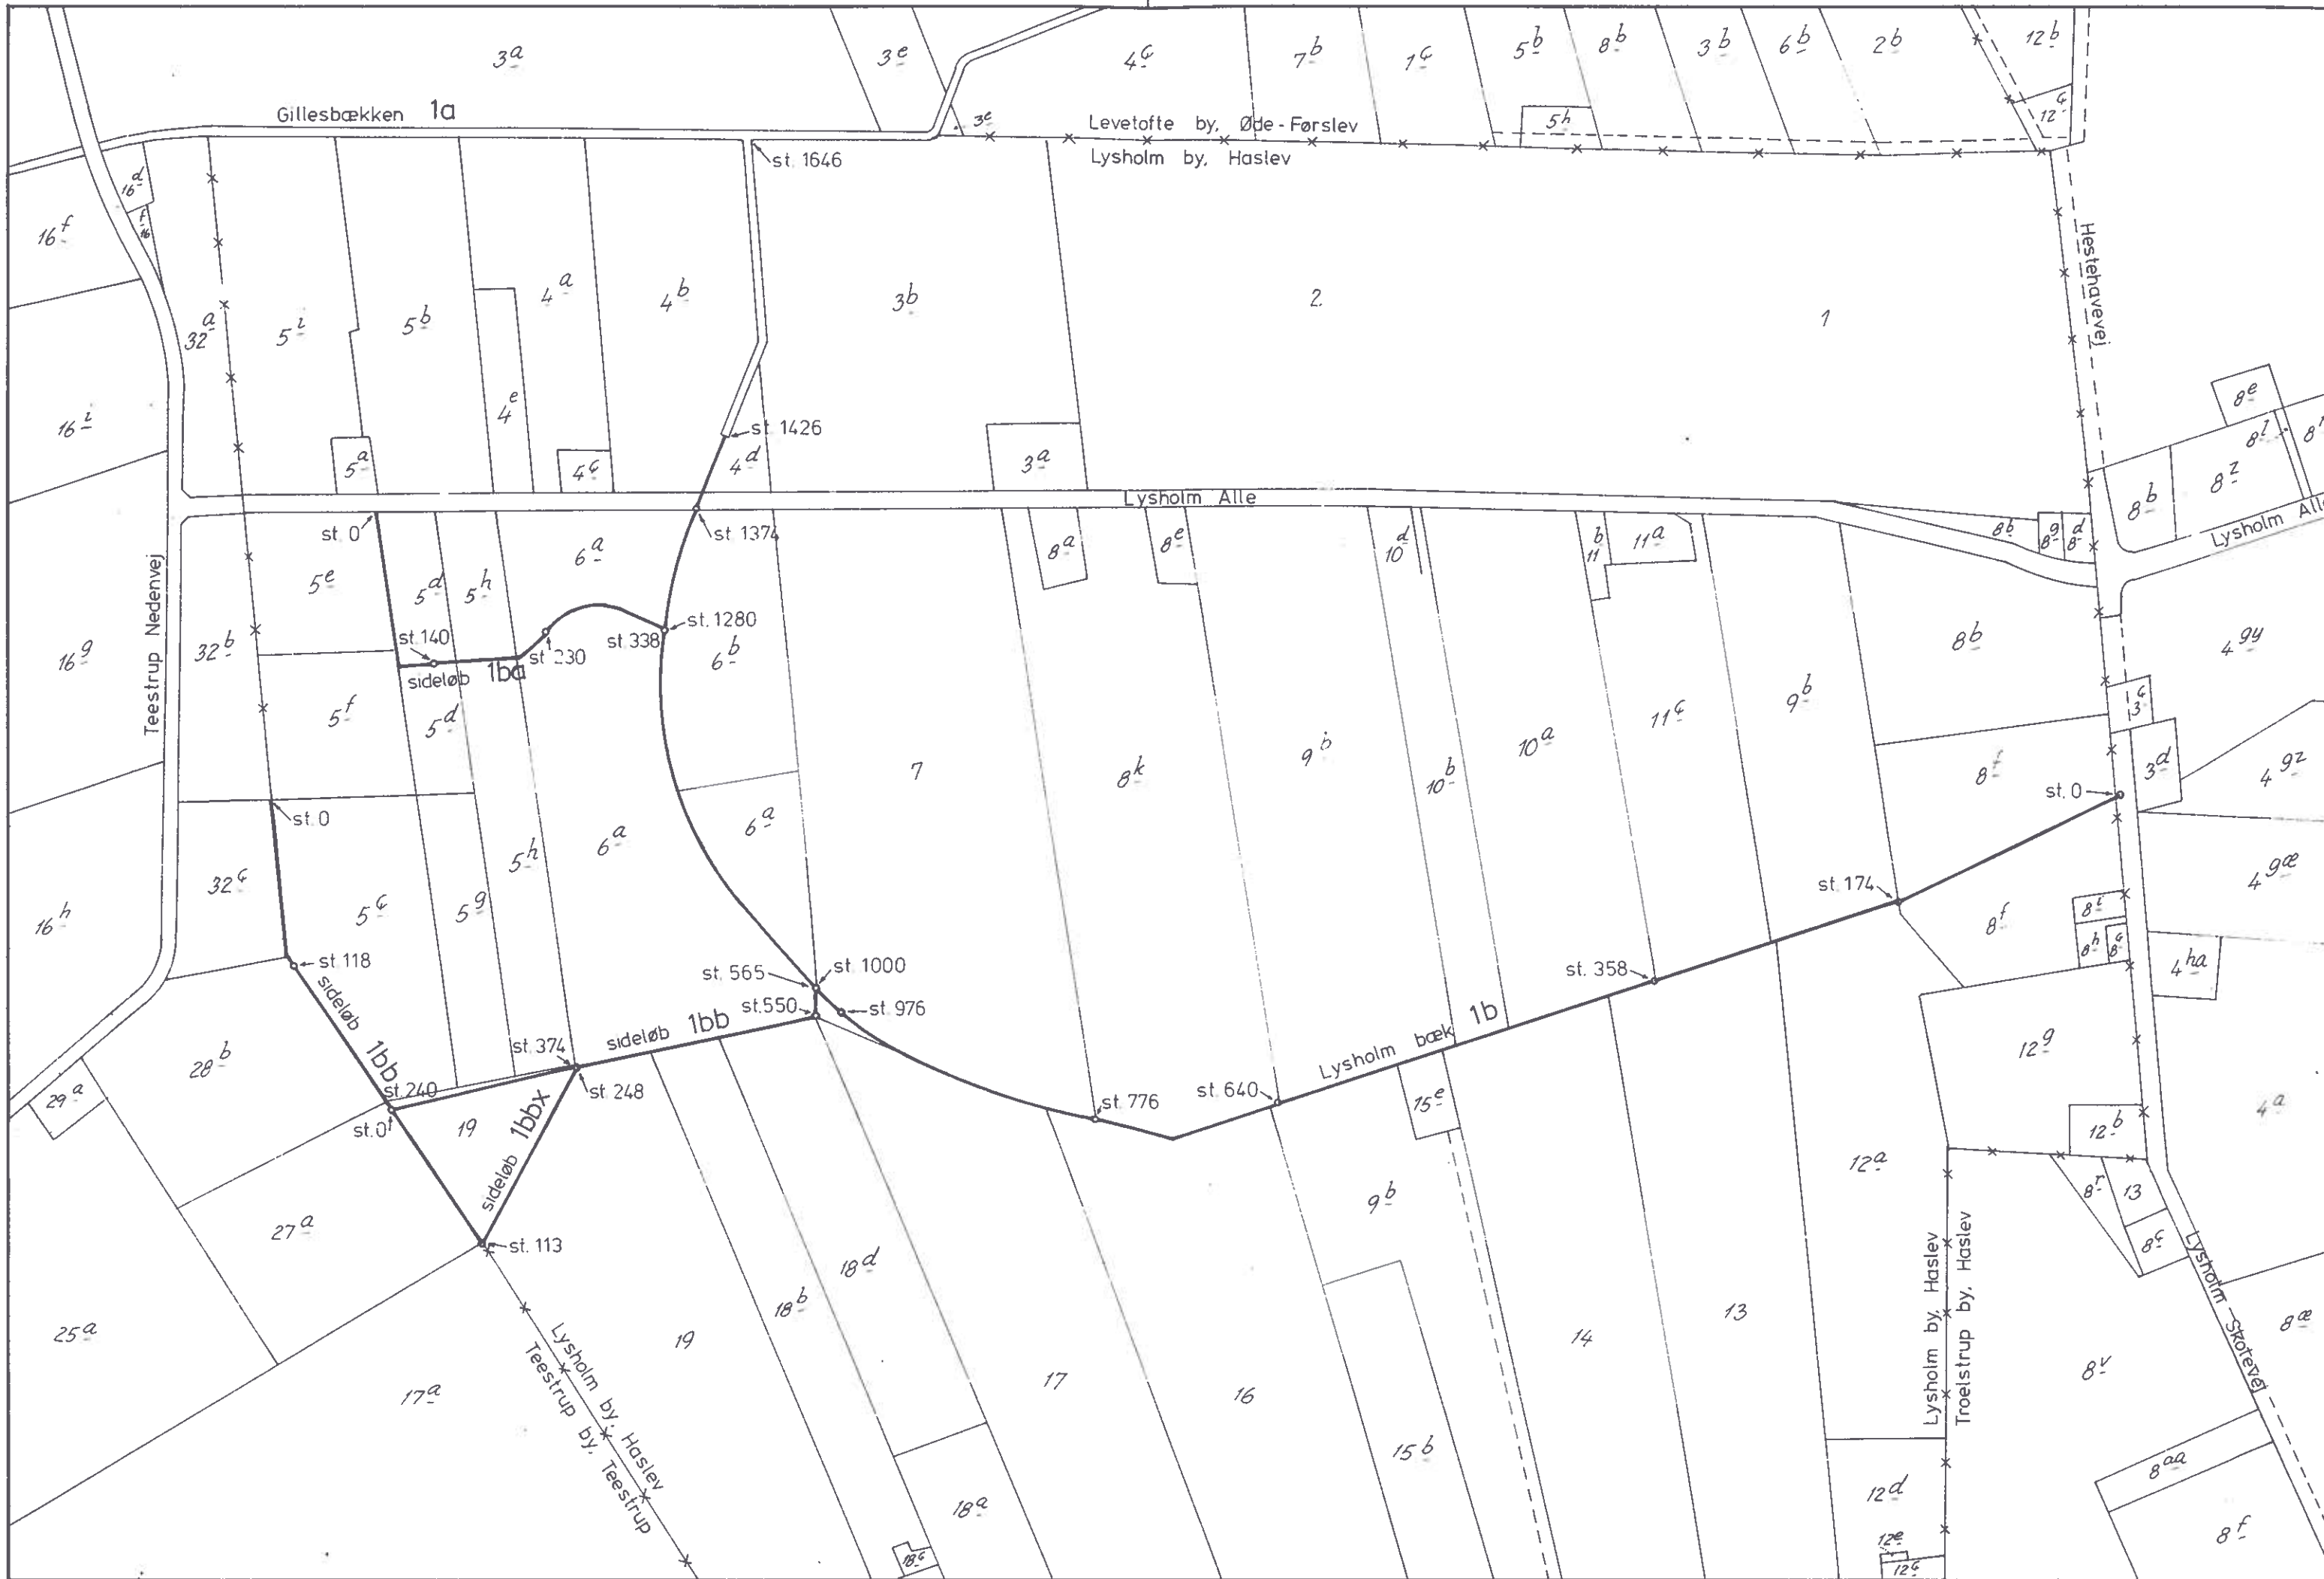 3a
3e
4c
7b
1c
5b
8b
3b
6b
2b
12b
Gillesbækken 1a
3e
Levetofte by, Øde-Førslev
5h
12c
st. 1646
Lysholm by, Haslev
16d
f 16
16f
Hestehavevej
32a
5i
5b
4a
4b
3b
2
1
16i
4e
8e
st. 1426
5a
4c
4d
3a
8l
8b
8z
Lysholm Alle
st. 0
st. 1374
6a
8a
8e
10d
b 11
11a
8b
8g
8d
Lysholm Alle
5e
5d
5h
Teestrup Nedenvej
16g
32b
st. 140
st. 230
st. 338
st. 1280
6b
8b
4gy
sideløb 1ba
5f
5d
3c
7
8k
9b
10b
10a
11c
9b
8f
3d
4gz
st. 0
st. 0
6a
6a
5h
32c
5c
5g
st. 174
4gæ
16h
8f
8i
8h
8c
4ha
st. 118
st. 565
st. 1000
st. 358
st. 550
st. 976
sideløb 1bb
sideløb 1bb
Lysholm bæk 1b
12g
28b
st. 374
st. 240
st. 248
29a
st. 0
19
sideløb 1bbx
st. 776
st. 640
15e
4a
12b
12a
27a
st. 113
9b
8r
13
8c
18d
18b
25a
19
17a
17
16
14
13
Lysholm by, Haslev
Troelstrup by, Haslev
Lysholm Skolevej
8æ
8v
Lysholm by, Haslev
Teestrup by, Teestrup
15b
8aa
18a
12d
8f
18c
12e
12c